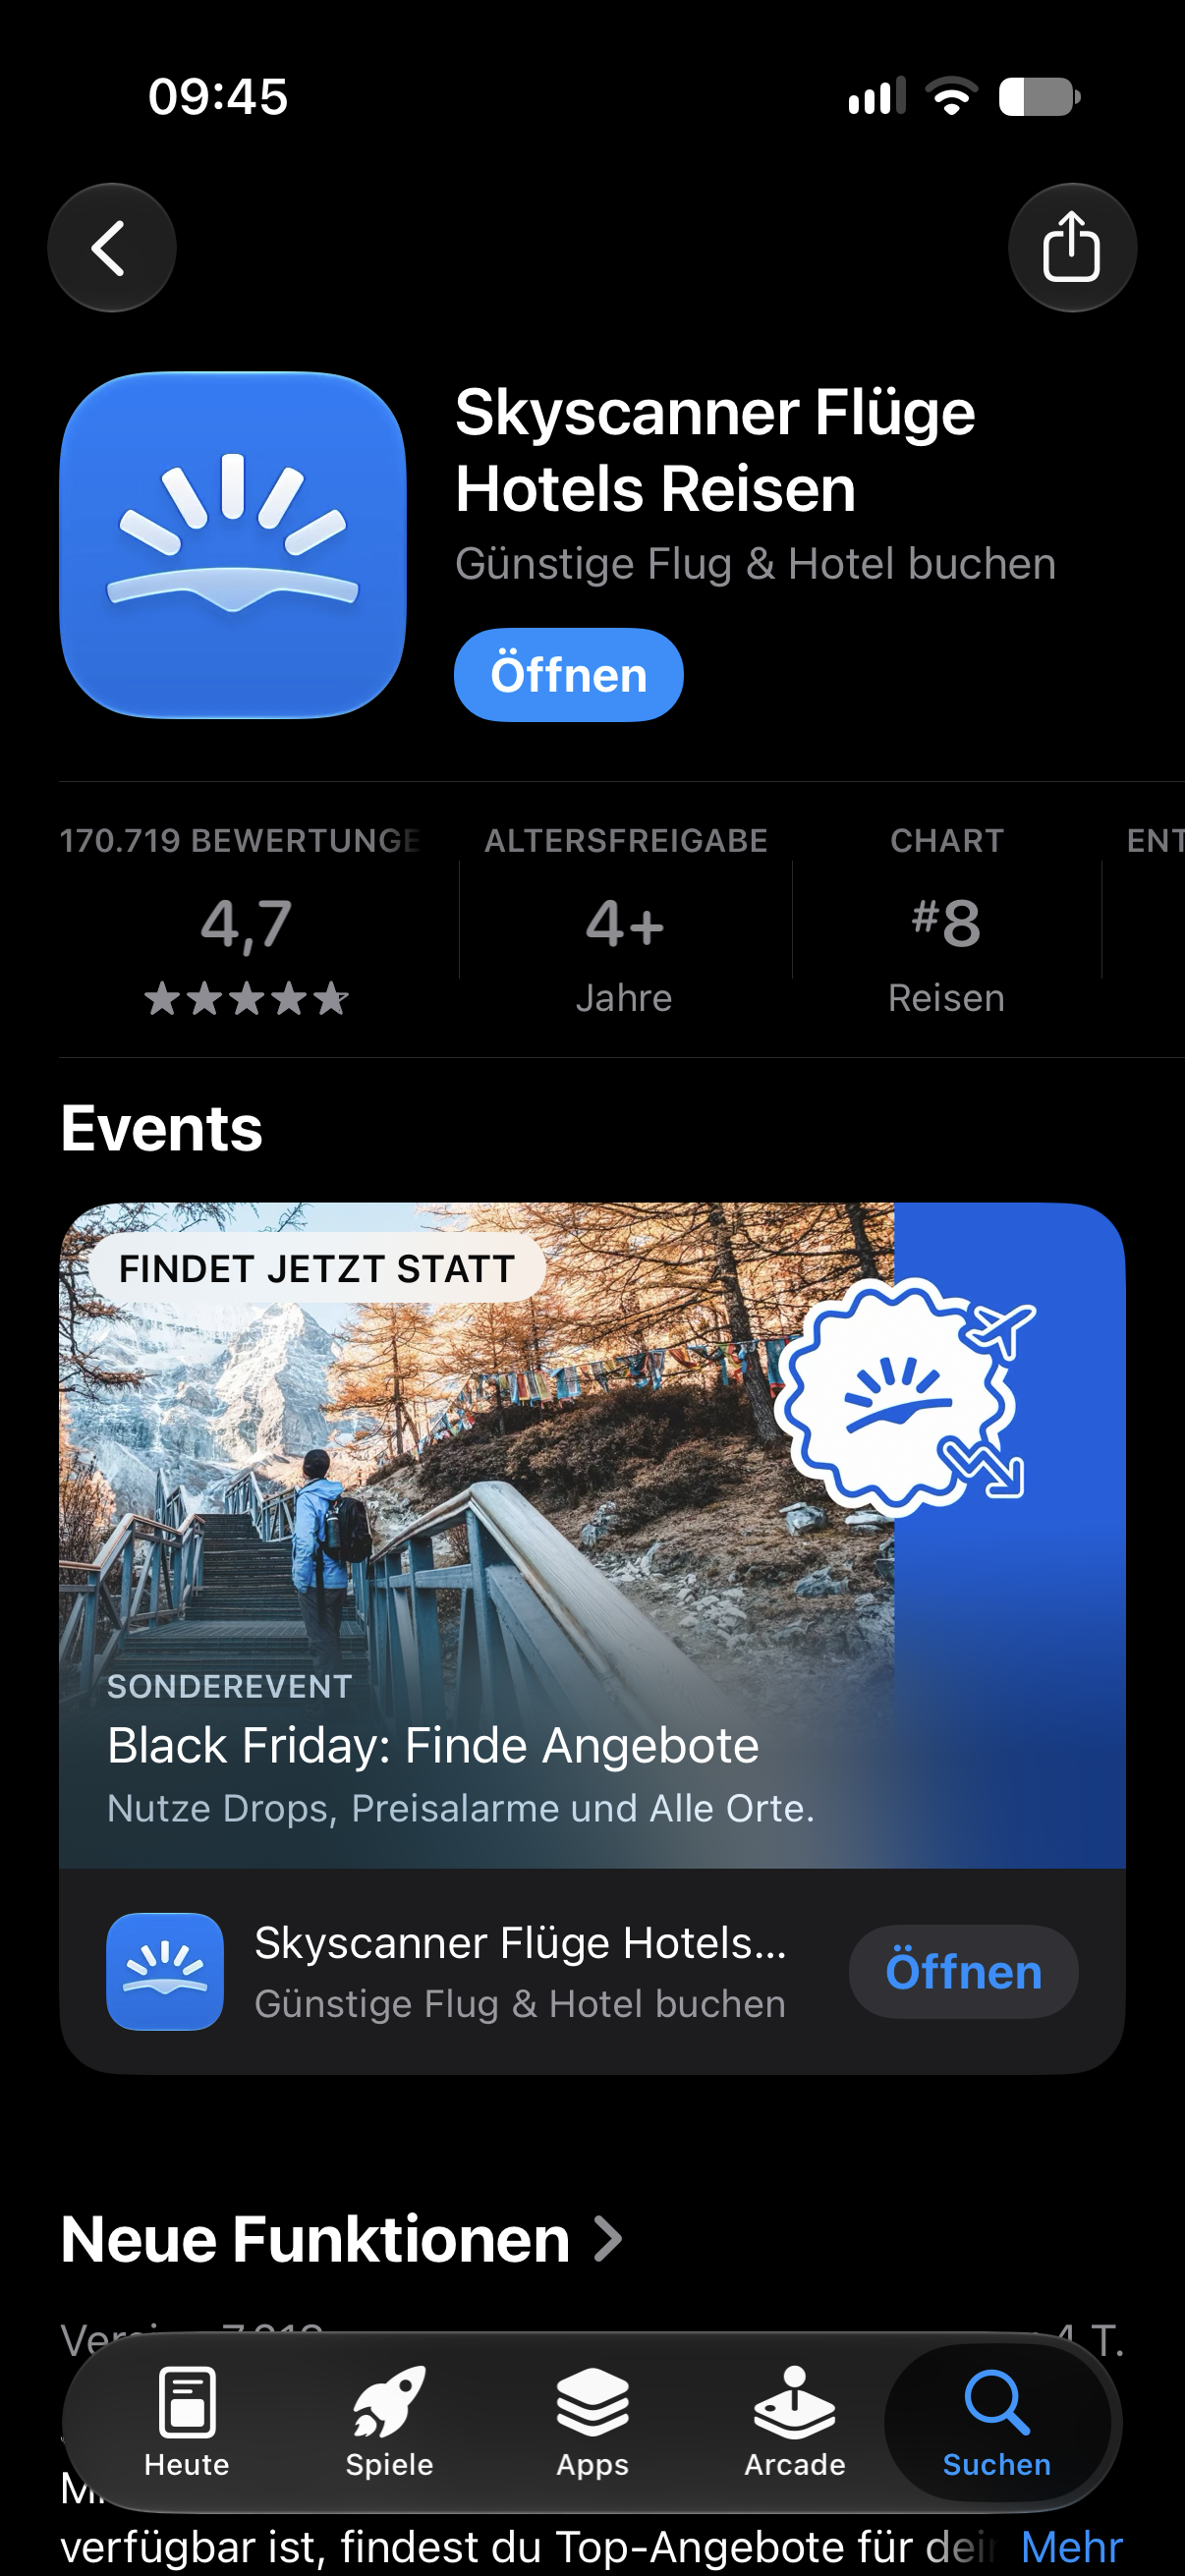 09:45
Skyscanner Flüge
Hotels Reisen
Günstige Flug & Hotel buchen
Öffnen
170.719 BEWERTUNGE
ALTERSFREIGABE
CHART
ENT
4,7
4+
#8
Jahre
Reisen
Events
FINDET JETZT STATT
SONDEREVENT
Black Friday: Finde Angebote
Nutze Drops, Preisalarme und Alle Orte.
Skyscanner Flüge Hotels...
Günstige Flug & Hotel buchen
Öffnen
Neue Funktionen
4 T.
Heute
Spiele
Apps
Arcade
Suchen
verfügbar ist, findest du Top-Angebote für dein
Mehr